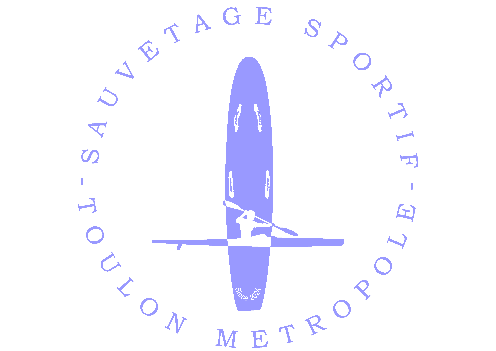 SAUVETAGE SPORTIF
- TOULON METROPOLE -